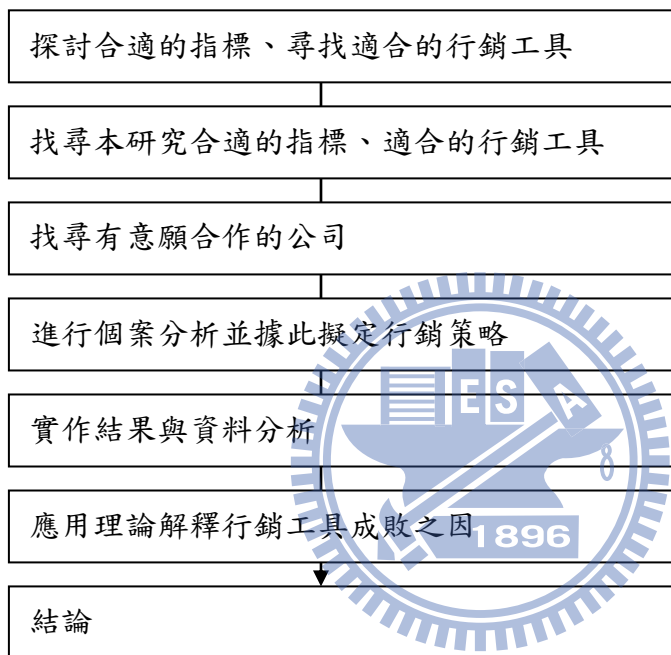 探討合適的指標、尋找適合的行銷工具
找尋本研究合適的指標、適合的行銷工具
找尋有意願合作的公司
進行個案分析並據此擬定行銷策略
ESA
實作結果與資料分析
應用理論解釋行銷工具成敗之因
1896
結論